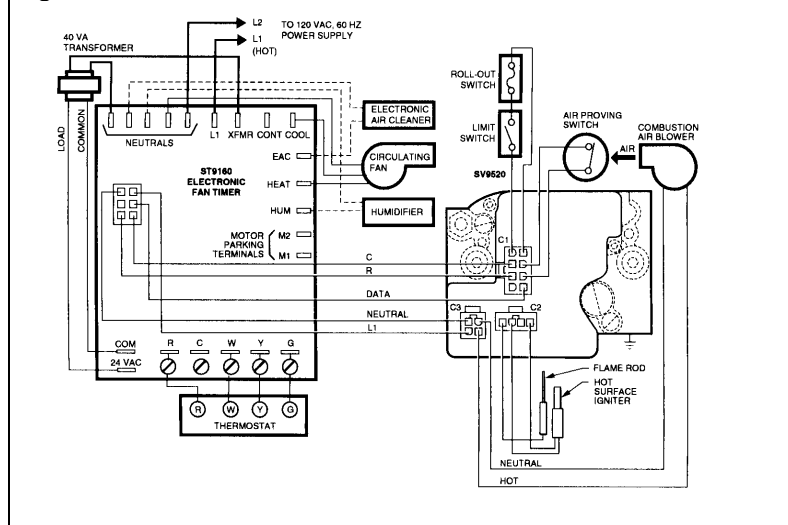 40 VA
TRANSFORMER
L2
L1
(HOT)
TO 120 VAC, 60 HZ
POWER SUPPLY
LOAD
COMMON
NEUTRALS
L1 XFMR CONT COOL
ST9160
ELECTRONIC
FAN TIMER
EAC
HEAT
HUM
MOTOR
PARKING
TERMINALS
M2
M1
ELECTRONIC
AIR CLEANER
CIRCULATING
FAN
HUMIDIFIER
ROLL-OUT
SWITCH
LIMIT
SWITCH
SV9520
AIR PROVING
SWITCH
AIR
COMBUSTION
AIR BLOWER
C1
C
R
DATA
NEUTRAL
L1
C3
C2
COM
24 VAC
R C W Y G
R W Y G
THERMOSTAT
FLAME ROD
HOT
SURFACE
IGNITER
NEUTRAL
HOT